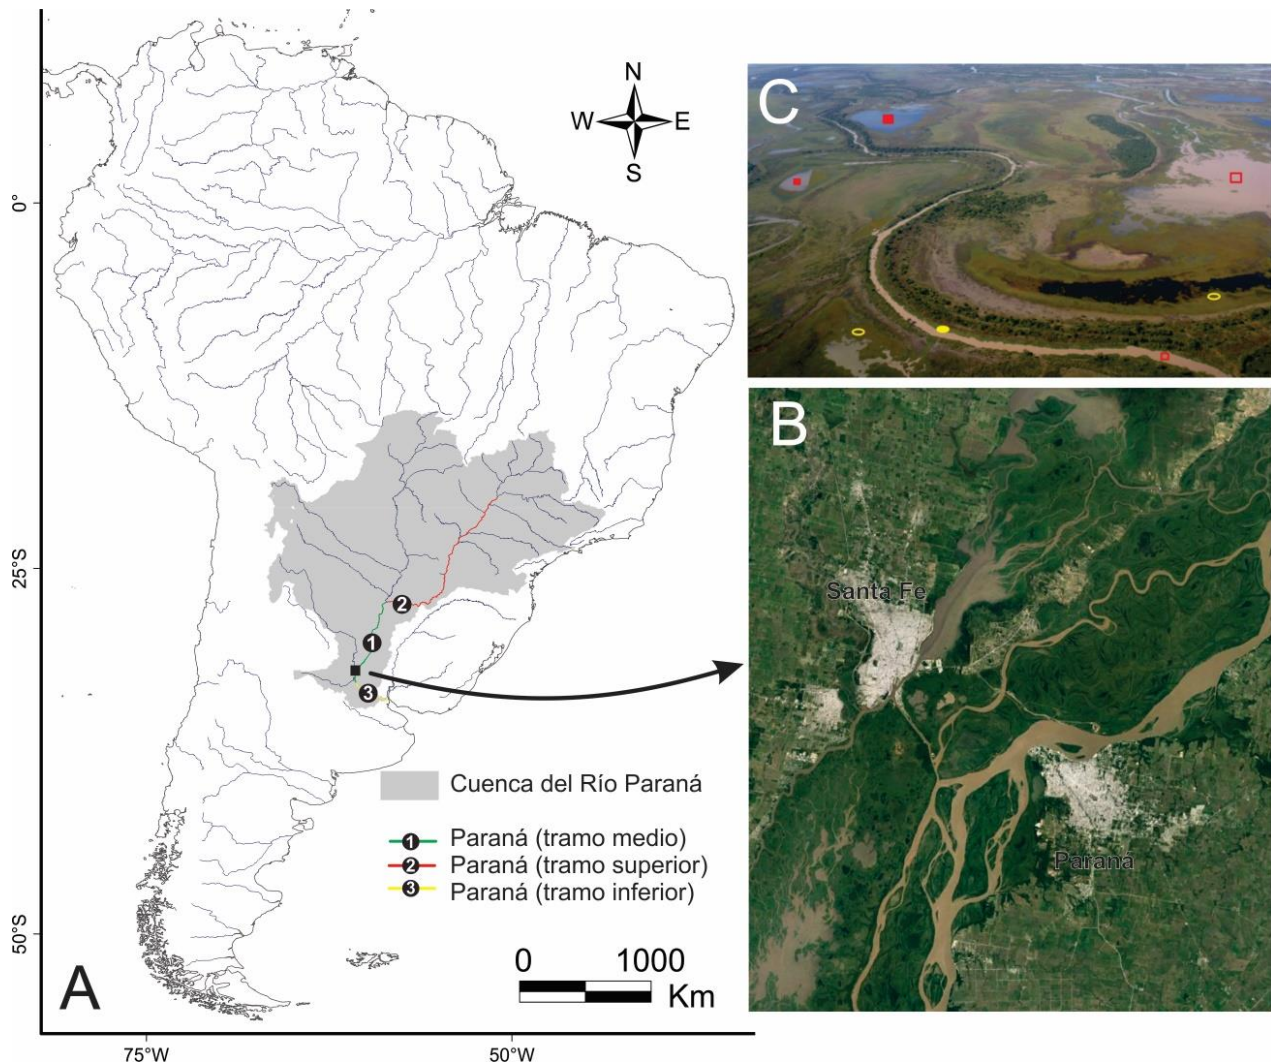 N
W E
S
0°
25°S
50°S
75°W
50°W
1
2
3
Cuenca del Río Paraná
1 Paraná (tramo medio)
2 Paraná (tramo superior)
3 Paraná (tramo inferior)
0 1000
Km
A
C
B
Santa Fe
Paraná